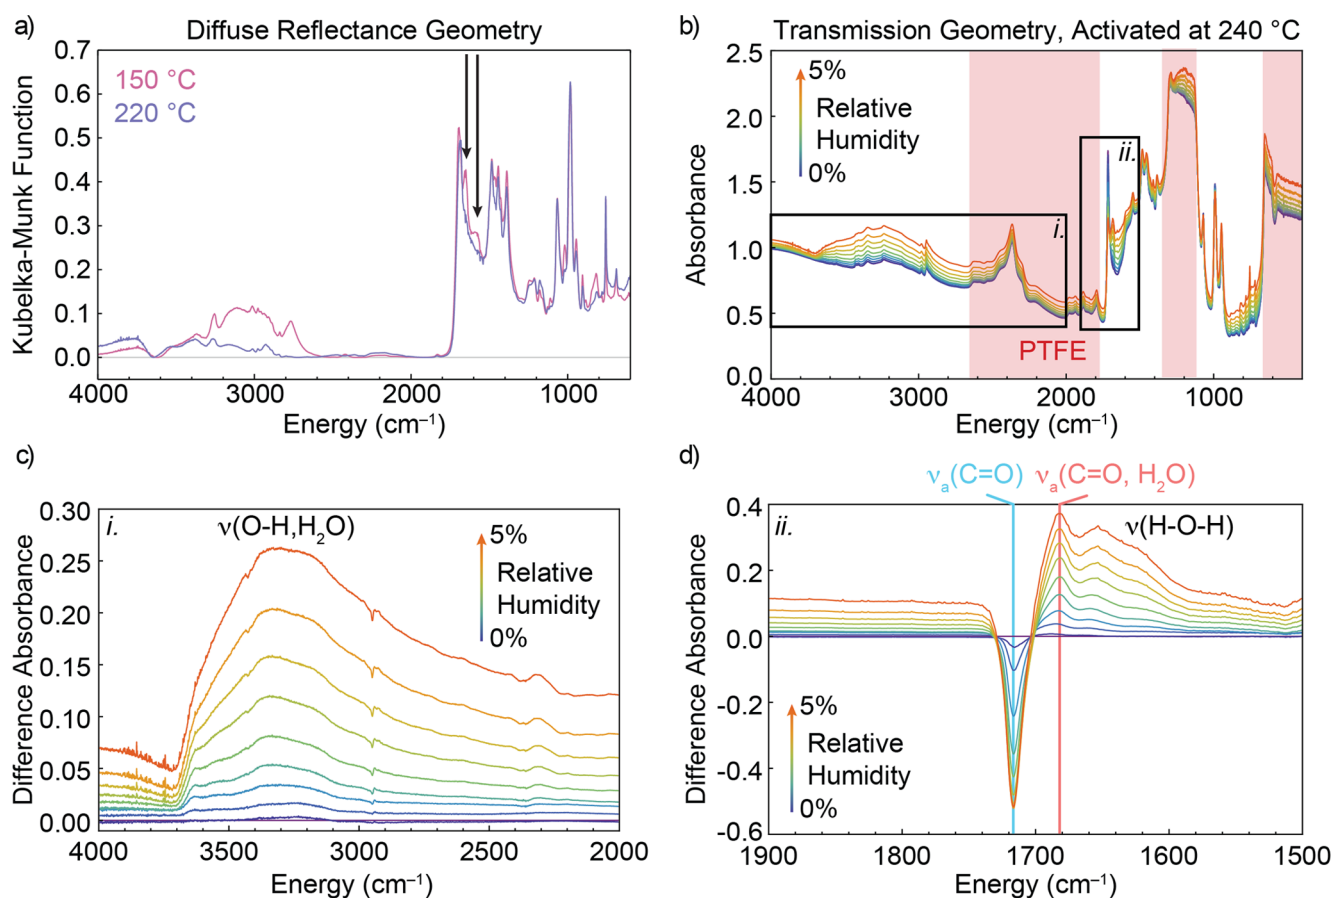 a)
Diffuse Reflectance Geometry
Kubelka-Munk Function
0.7
0.6
0.5
0.4
0.3
0.2
0.1
0.0
150 °C
220 °C
4000 3000 2000 1000
Energy (cm⁻¹)
b)
Transmission Geometry, Activated at 240 °C
Absorbance
2.5
2.0
1.5
1.0
0.5
0.0
5%
Relative
Humidity
0%
i.
ii.
PTFE
4000 3000 2000 1000
Energy (cm⁻¹)
c)
Difference Absorbance
0.30
0.25
0.20
0.15
0.10
0.05
0.00
i.
ν(O-H,H₂O)
5%
Relative
Humidity
0%
4000 3500 3000 2500 2000
Energy (cm⁻¹)
d)
νₐ(C=O) νₐ(C=O, H₂O)
Difference Absorbance
0.4
0.2
0.0
-0.2
-0.4
-0.6
ii.
ν(H-O-H)
5%
Relative
Humidity
0%
1900 1800 1700 1600 1500
Energy (cm⁻¹)